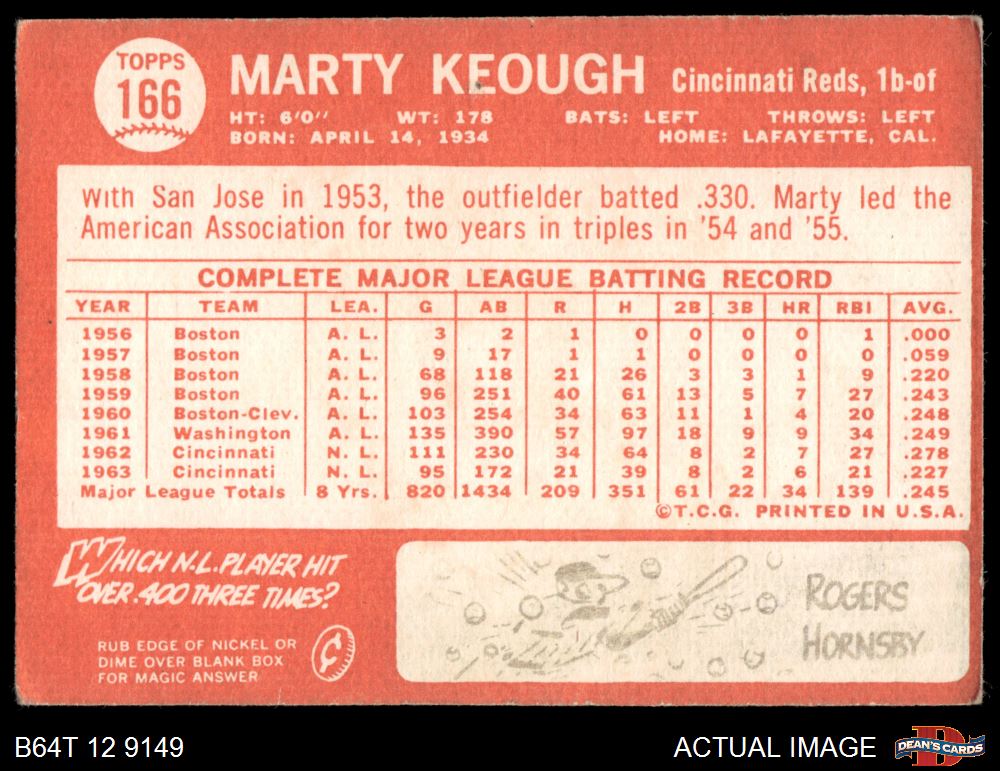 TOPPS
166
MARTY KEOUGH Cincinnati Reds, 1b-of
HT: 6'0" WT: 178 BATS: LEFT THROWS: LEFT
BORN: APRIL 14, 1934 HOME: LAFAYETTE, CAL.
With San Jose in 1953, the outfielder batted .330. Marty led the
American Association for two years in triples in '54 and '55.
COMPLETE MAJOR LEAGUE BATTING RECORD
YEAR TEAM LEA. G AB R H 2B 3B HR RBI AVG.
1956 Boston A. L. 3 2 1 0 0 0 0 1 .000
1957 Boston A. L. 9 17 1 1 0 0 0 0 .059
1958 Boston A. L. 68 118 21 26 3 3 1 9 .220
1959 Boston A. L. 96 251 40 61 13 5 7 27 .243
1960 Boston-Clev. A. L. 103 254 34 63 11 1 4 20 .248
1961 Washington A. L. 135 390 57 97 18 9 9 34 .249
1962 Cincinnati N. L. 111 230 34 64 8 2 7 27 .278
1963 Cincinnati N. L. 95 172 21 39 8 2 6 21 .227
Major League Totals 8 Yrs. 820 1434 209 351 61 22 34 139 .245
©T.C.G. PRINTED IN U.S.A.
WHICH N.L. PLAYER HIT
OVER .400 THREE TIMES?
RUB EDGE OF NICKEL OR
DIME OVER BLANK BOX
FOR MAGIC ANSWER
¢
ROGERS
HORNSBY
B64T 12 9149
ACTUAL IMAGE
D
DEAN'S CARDS